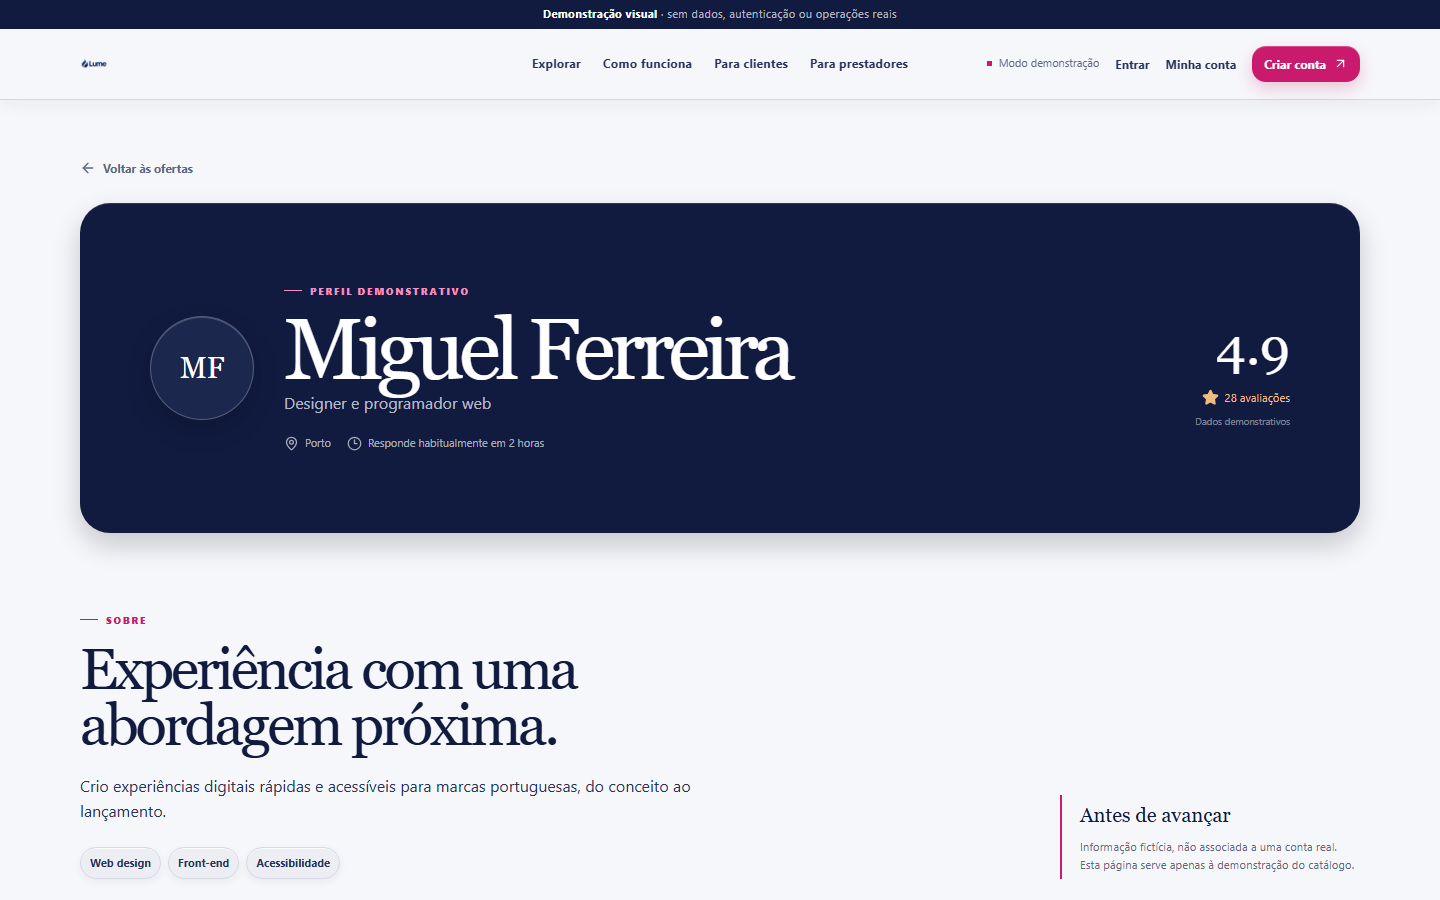 Demonstração visual · sem dados, autenticação ou operações reais
Lume
Explorar
Como funciona
Para clientes
Para prestadores
Modo demonstração
Entrar
Minha conta
Criar conta
Voltar às ofertas
MF
PERFIL DEMONSTRATIVO
Miguel Ferreira
Designer e programador web
Porto
Responde habitualmente em 2 horas
4.9
28 avaliações
Dados demonstrativos
SOBRE
Experiência com uma
abordagem próxima.
Crio experiências digitais rápidas e acessíveis para marcas portuguesas, do conceito ao
lançamento.
Web design
Front-end
Acessibilidade
Antes de avançar
Informação fictícia, não associada a uma conta real.
Esta página serve apenas à demonstração do catálogo.